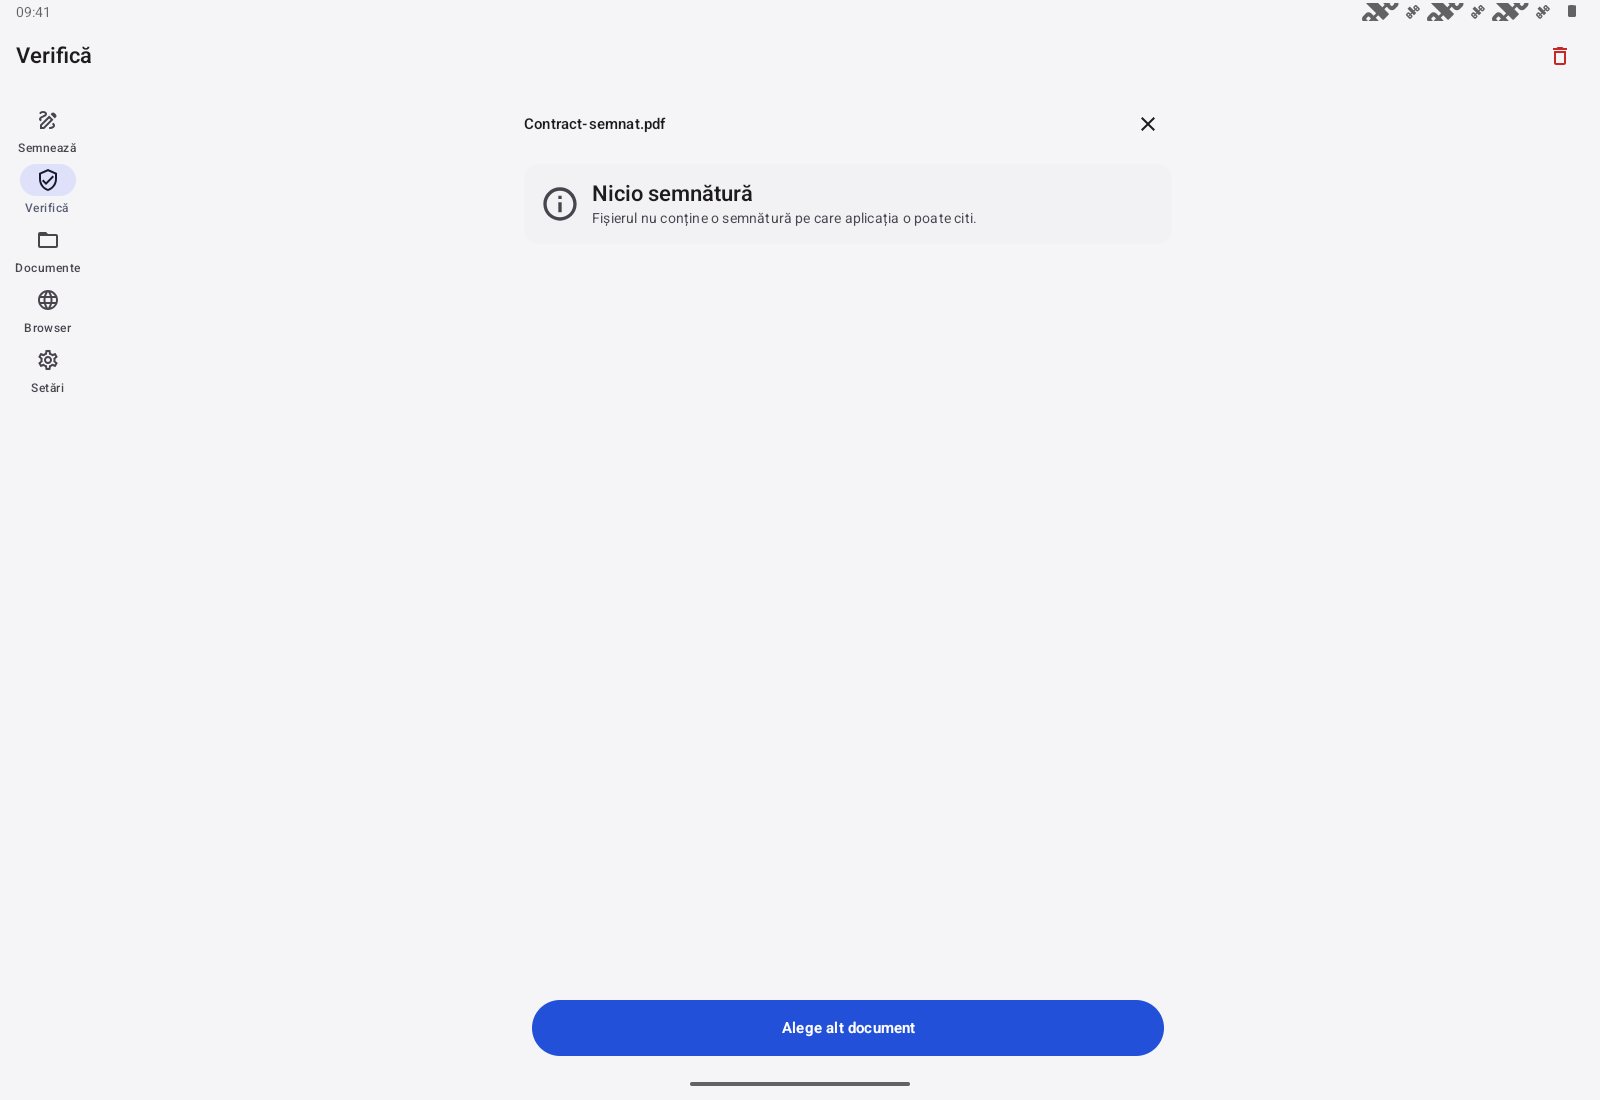 09:41
Verifică
Semnează
Verifică
Documente
Browser
Setări
Contract-semnat.pdf
Nicio semnătură
Fișierul nu conține o semnătură pe care aplicația o poate citi.
Alege alt document